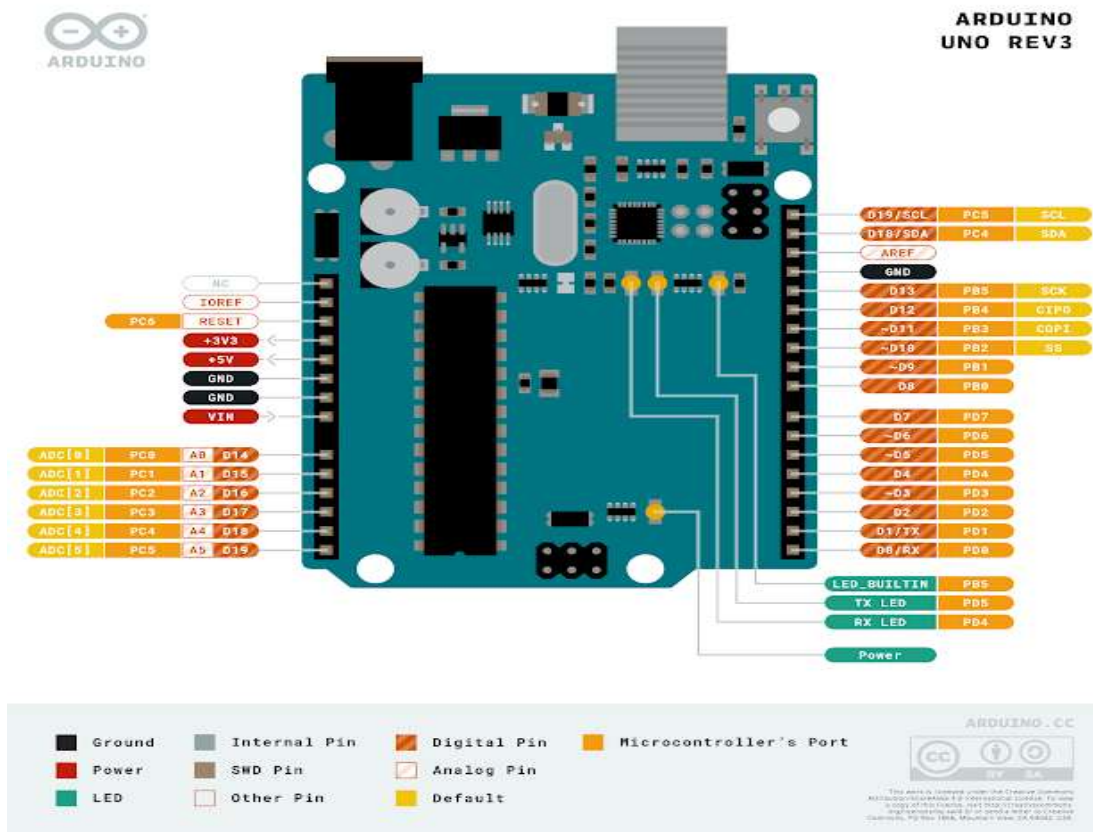 ARDUINO
ARDUINO
UNO REV3
NC
IOREF
PC6 RESET
+3V3
+5V
GND
GND
VIN
ADC[0] PC0 A0 D14
ADC[1] PC1 A1 D15
ADC[2] PC2 A2 D16
ADC[3] PC3 A3 D17
ADC[4] PC4 A4 D18
ADC[5] PC5 A5 D19
D19/SCL PC5 SCL
D18/SDA PC4 SDA
AREF
GND
D13 PB5 SCK
D12 PB4 CIPO
~D11 PB3 COPI
~D10 PB2 SS
~D9 PB1
D8 PB0
D7 PD7
~D6 PD6
~D5 PD5
D4 PD4
~D3 PD3
D2 PD2
D1/TX PD1
D0/RX PD0
LED_BUILTIN PB5
TX LED PD5
RX LED PD4
Power
Ground Internal Pin Digital Pin Microcontroller's Port
Power SWD Pin Analog Pin
LED Other Pin Default
ARDUINO.CC
CC
BY SA